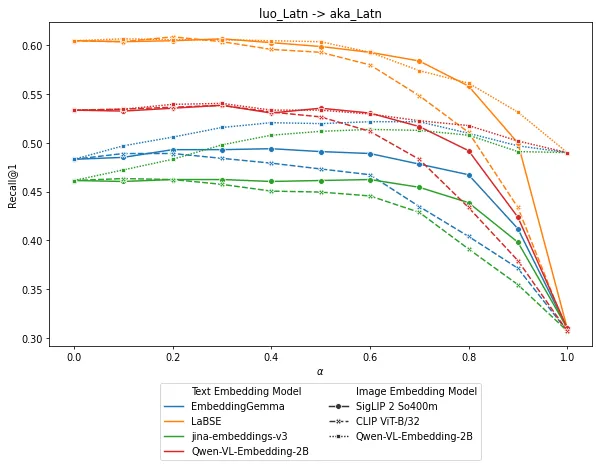 luo_Latn -> aka_Latn
Recall@1
0.60
0.55
0.50
0.45
0.40
0.35
0.30
0.0 0.2 0.4 0.6 0.8 1.0
α
Text Embedding Model Image Embedding Model
EmbeddingGemma SigLIP 2 So400m
LaBSE CLIP ViT-B/32
jina-embeddings-v3 Qwen-VL-Embedding-2B
Qwen-VL-Embedding-2B